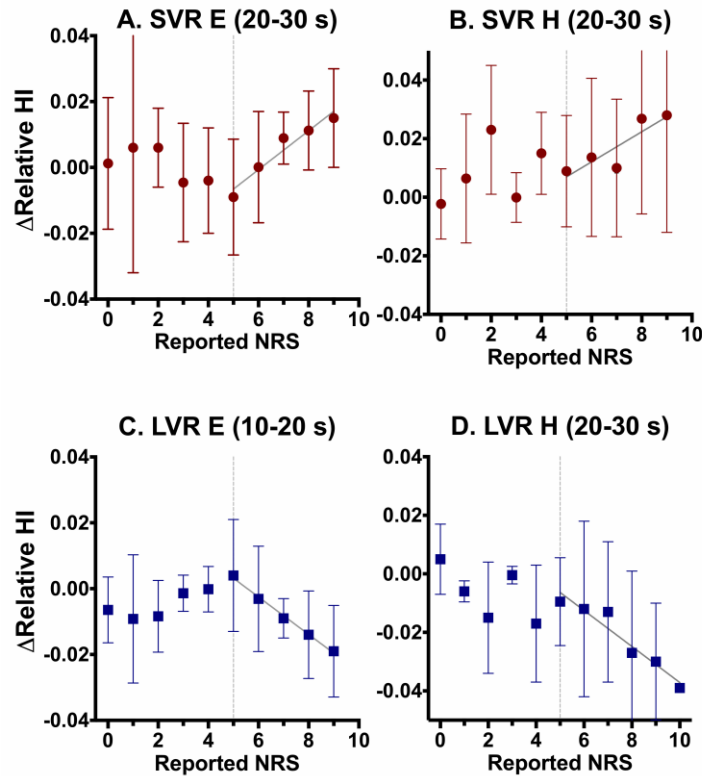 A. SVR E (20-30 s)
0.04
0.02
0.00
-0.02
-0.04
ΔRelative HI
0 2 4 6 8 10
Reported NRS
B. SVR H (20-30 s)
0.04
0.02
0.00
-0.02
-0.04
0 2 4 6 8 10
Reported NRS
C. LVR E (10-20 s)
0.04
0.02
0.00
-0.02
-0.04
ΔRelative HI
0 2 4 6 8 10
Reported NRS
D. LVR H (20-30 s)
0.04
0.02
0.00
-0.02
-0.04
0 2 4 6 8 10
Reported NRS